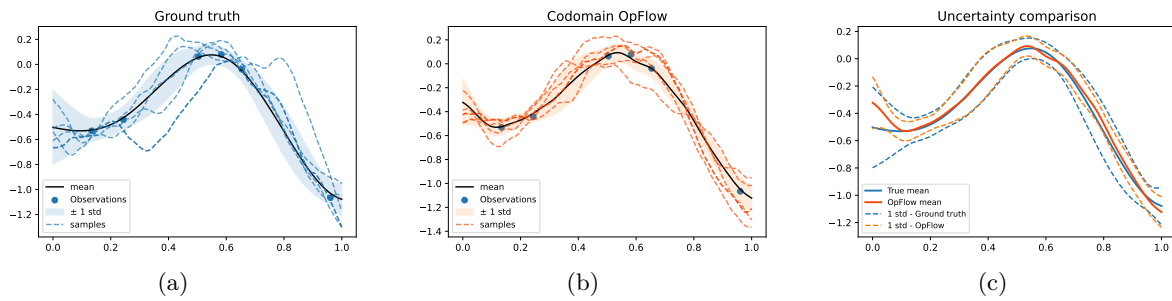 Ground truth
0.2
0.0
−0.2
−0.4
−0.6
−0.8
−1.0
−1.2
mean
Observations
± 1 std
samples
0.0 0.2 0.4 0.6 0.8 1.0
(a)
Codomain OpFlow
0.2
0.0
−0.2
−0.4
−0.6
−0.8
−1.0
−1.2
−1.4
mean
Observations
± 1 std
samples
0.0 0.2 0.4 0.6 0.8 1.0
(b)
Uncertainty comparison
0.2
0.0
−0.2
−0.4
−0.6
−0.8
−1.0
−1.2
True mean
OpFlow mean
1 std - Ground truth
1 std - OpFlow
0.0 0.2 0.4 0.6 0.8 1.0
(c)